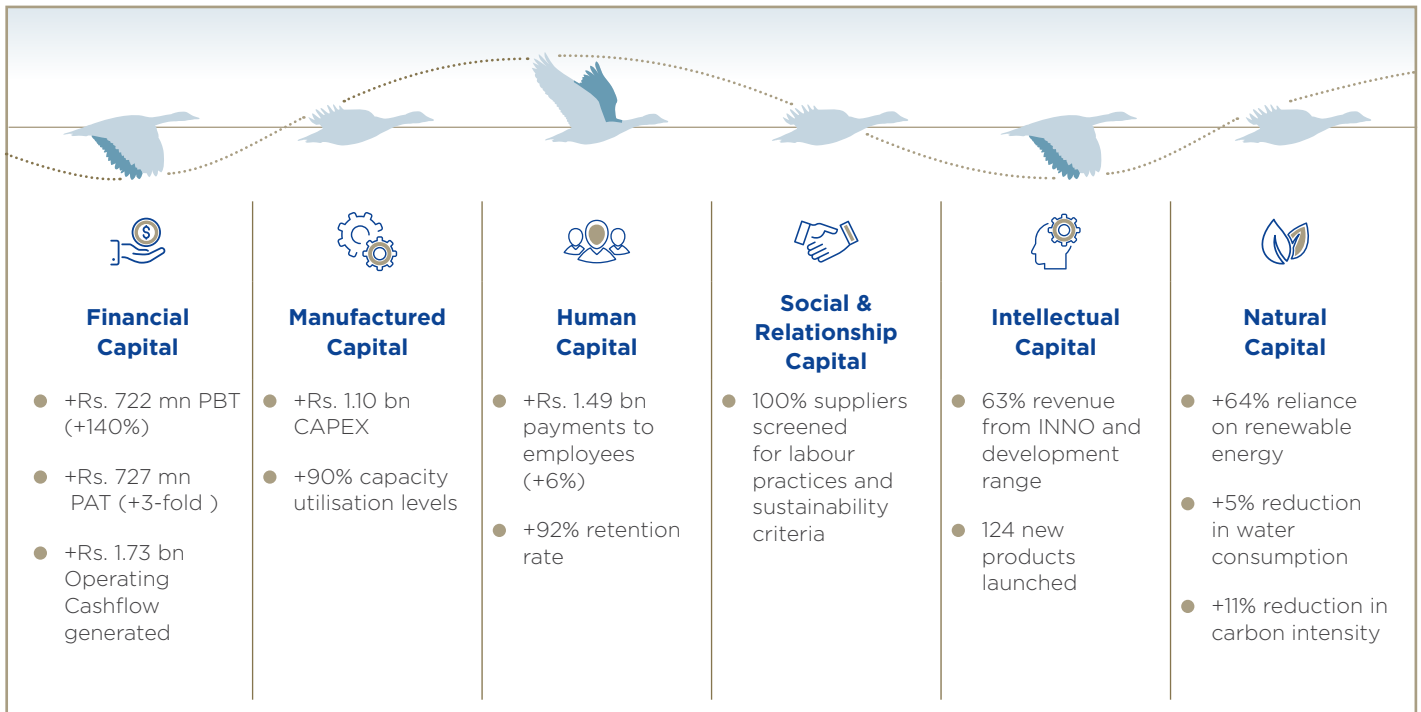 $
Financial
Capital
+Rs. 722 mn PBT
(+140%)
+Rs. 727 mn
PAT (+3-fold )
+Rs. 1.73 bn
Operating
Cashflow
generated
Manufactured
Capital
+Rs. 1.10 bn
CAPEX
+90% capacity
utilisation levels
Human
Capital
+Rs. 1.49 bn
payments to
employees
(+6%)
+92% retention
rate
Social &
Relationship
Capital
100% suppliers
screened
for labour
practices and
sustainability
criteria
Intellectual
Capital
63% revenue
from INNO and
development
range
124 new
products
launched
Natural
Capital
+64% reliance
on renewable
energy
+5% reduction
in water
consumption
+11% reduction in
carbon intensity